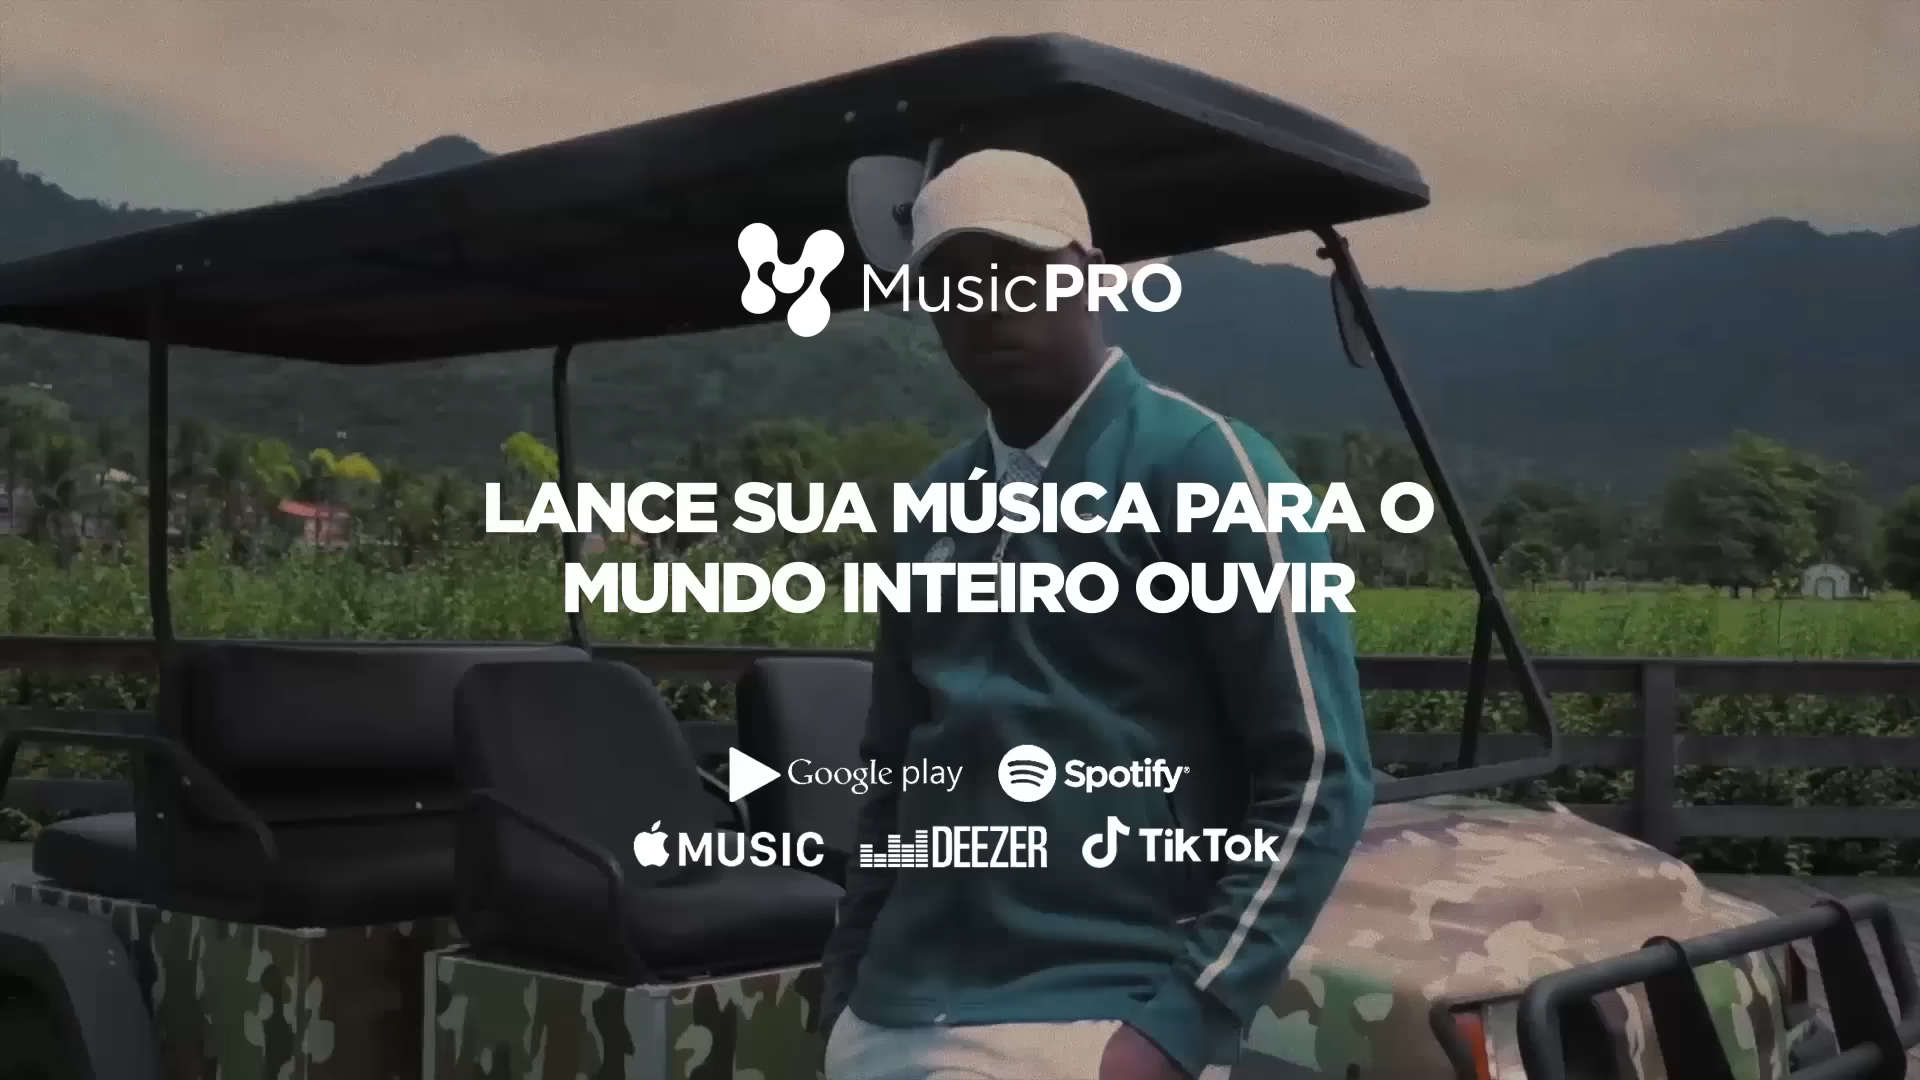 MusicPRO
LANCE SUA MÚSICA PARA O
MUNDO INTEIRO OUVIR
Google play Spotify®
MUSIC DEEZER TikTok